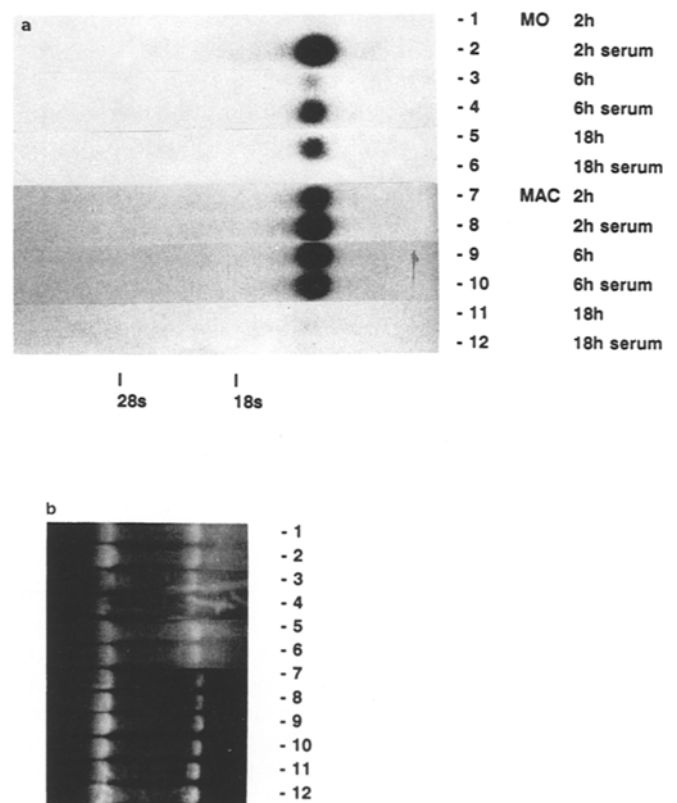 a
- 1 MO 2h
- 2 2h serum
- 3 6h
- 4 6h serum
- 5 18h
- 6 18h serum
- 7 MAC 2h
- 8 2h serum
- 9 6h
- 10 6h serum
- 11 18h
- 12 18h serum
28s 18s
b
- 1
- 2
- 3
- 4
- 5
- 6
- 7
- 8
- 9
- 10
- 11
- 12